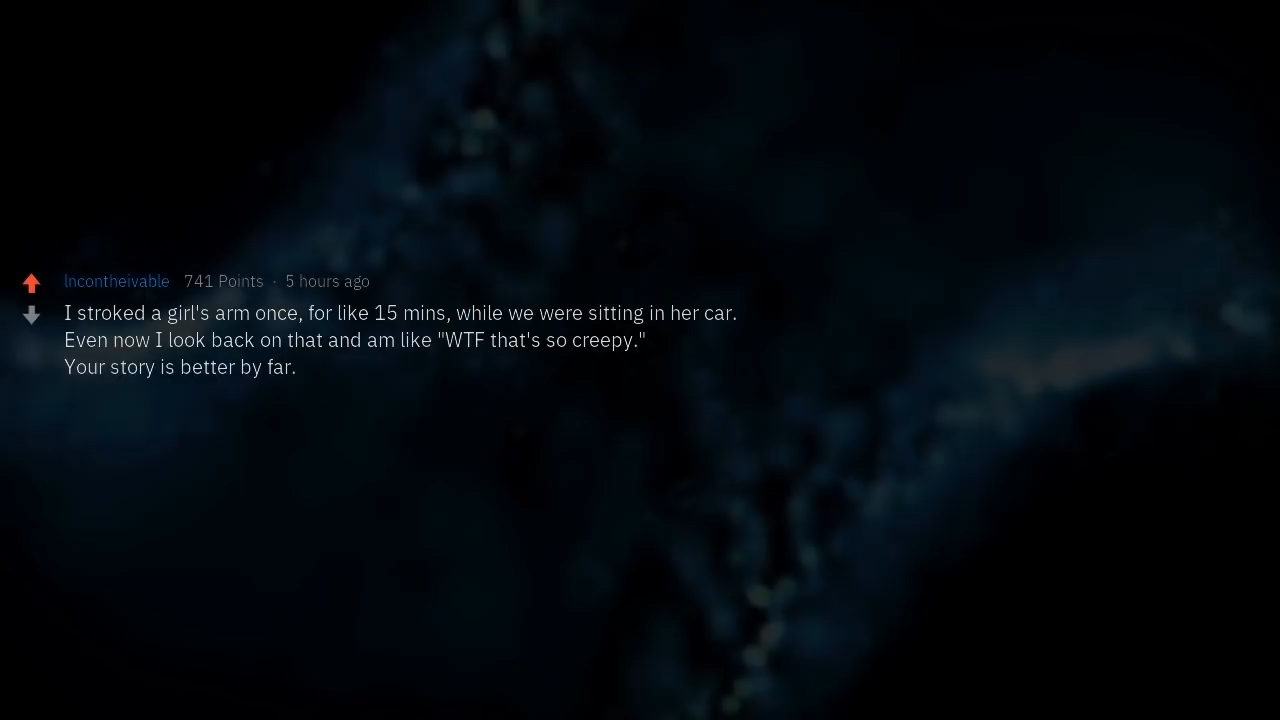 Incontheivable 741 Points · 5 hours ago
I stroked a girl's arm once, for like 15 mins, while we were sitting in her car.
Even now I look back on that and am like "WTF that's so creepy."
Your story is better by far.